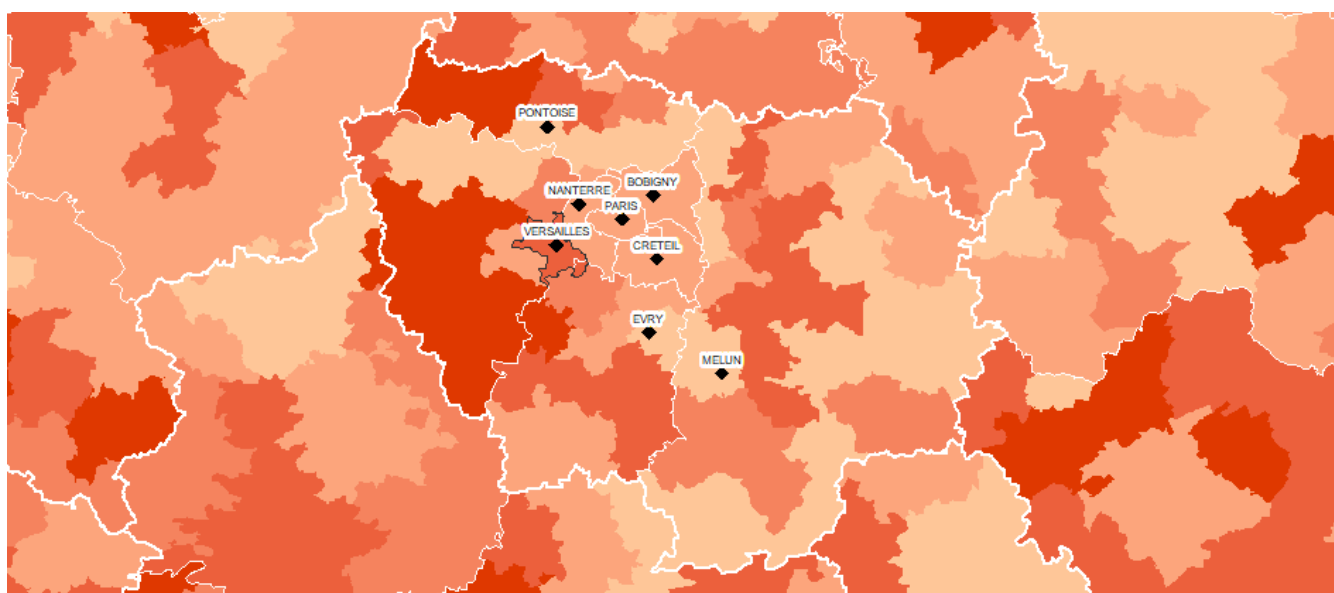 PONTOISE
BOBIGNY
NANTERRE
PARIS
VERSAILLES
CRETEIL
EVRY
MELUN